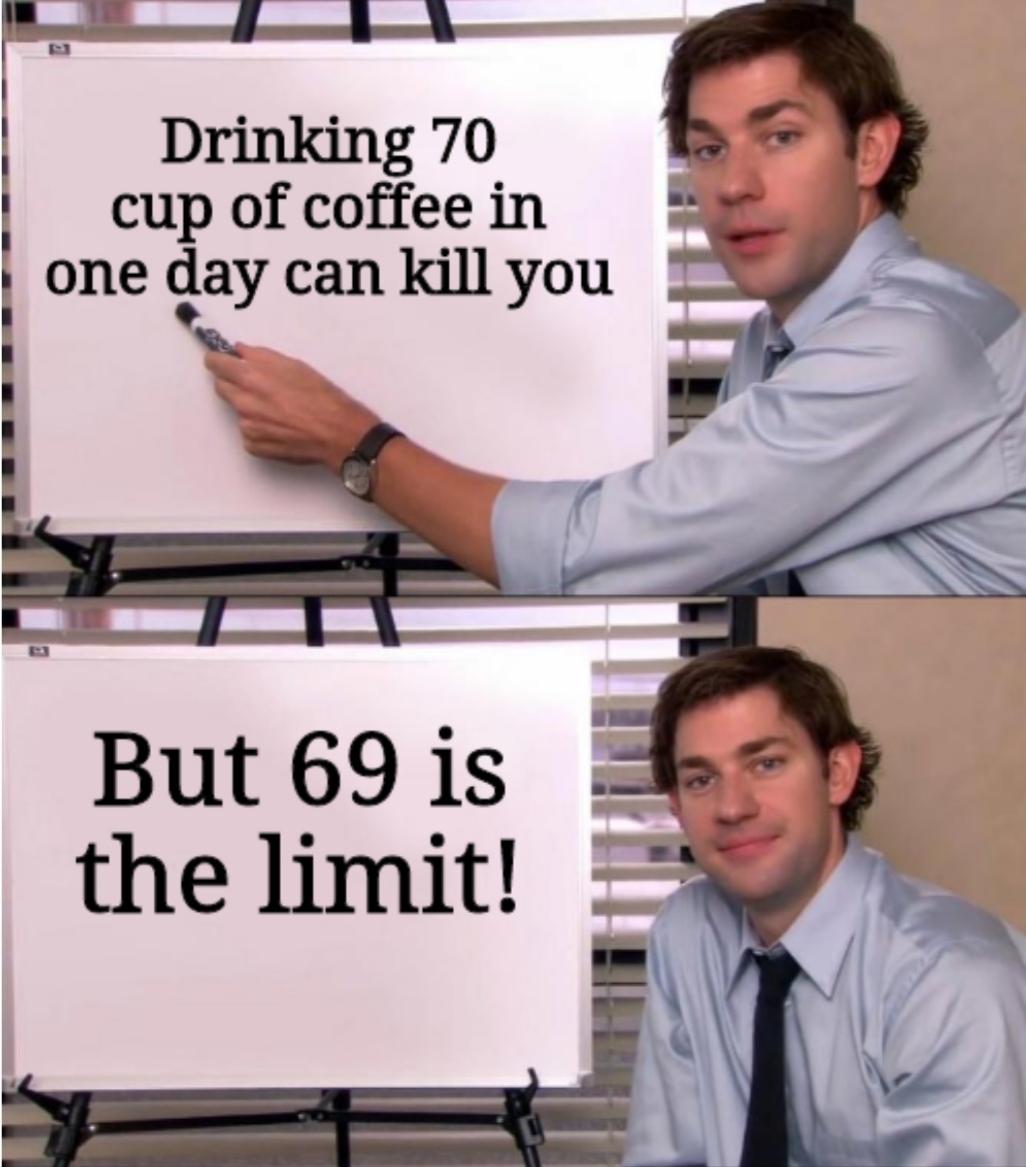 Drinking 70
cup of coffee in
one day can kill you
But 69 is
the limit!